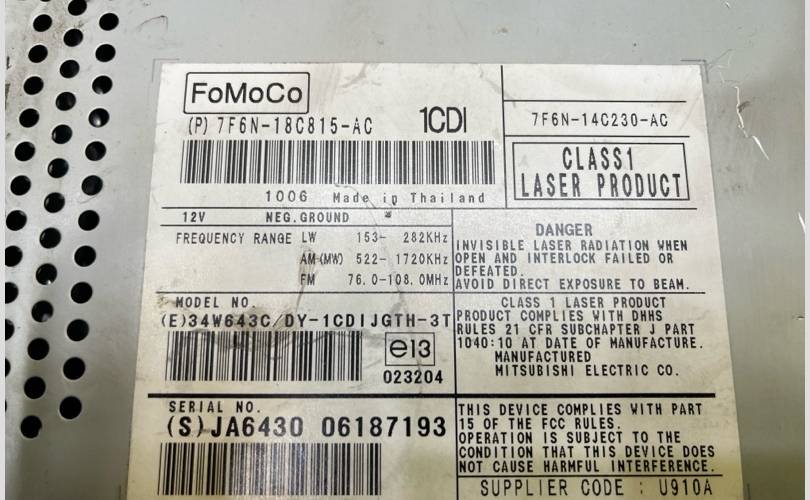 FoMoCo
(P) 7F6N-18C815-AC 1CDI
7F6N-14C230-AC
CLASS1
LASER PRODUCT
1006 Made in Thailand
12V NEG.GROUND
FREQUENCY RANGE LW 153- 282KHz
AM(MW) 522- 1720KHz
FM 76.0-108.0MHz
DANGER
INVISIBLE LASER RADIATION WHEN
OPEN AND INTERLOCK FAILED OR
DEFEATED.
AVOID DIRECT EXPOSURE TO BEAM.
MODEL NO.
(E)34W643C/DY-1CDIJGTH-3T
e13
023204
CLASS 1 LASER PRODUCT
PRODUCT COMPLIES WITH DHHS
RULES 21 CFR SUBCHAPTER J PART
1040:10 AT DATE OF MANUFACTURE.
MANUFACTURED
MITSUBISHI ELECTRIC CO.
SERIAL NO.
(S)JA6430 06187193
THIS DEVICE COMPLIES WITH PART
15 OF THE FCC RULES.
OPERATION IS SUBJECT TO THE
CONDITION THAT THIS DEVICE DOES
NOT CAUSE HARMFUL INTERFERENCE.
SUPPLIER CODE : U910A